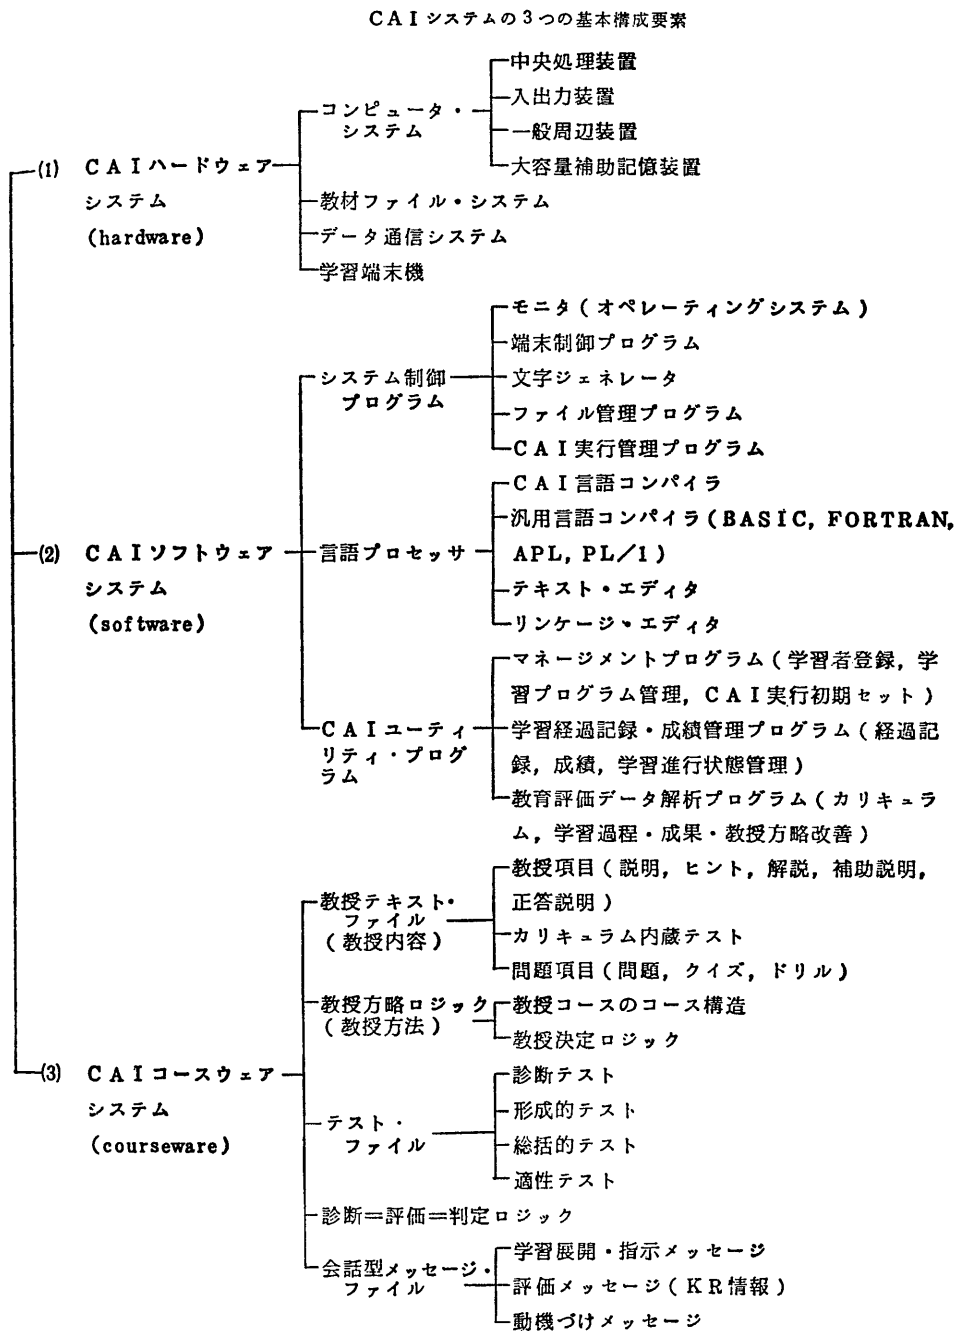 CAIシステムの3つの基本構成要素
(1) CAIハードウェア
システム
(hardware)
コンピュータ・
システム
中央処理装置
入出力装置
一般周辺装置
大容量補助記憶装置
教材ファイル・システム
データ通信システム
学習端末機
(2) CAIソフトウェア
システム
(software)
システム制御
プログラム
モニタ(オペレーティングシステム)
端末制御プログラム
文字ジェネレータ
ファイル管理プログラム
CAI実行管理プログラム
言語プロセッサ
CAI言語コンパイラ
汎用言語コンパイラ(BASIC, FORTRAN,
APL, PL/1)
テキスト・エディタ
リンケージ・エディタ
CAIユーティ
リティ・プログ
ラム
マネージメントプログラム(学習者登録, 学
習プログラム管理, CAI実行初期セット)
学習経過記録・成績管理プログラム(経過記
録, 成績, 学習進行状態管理)
教育評価データ解析プログラム(カリキュラ
ム, 学習過程・成果・教授方略改善)
(3) CAIコースウェア
システム
(courseware)
教授テキスト・
ファイル
(教授内容)
教授項目(説明, ヒント, 解説, 補助説明,
正答説明)
カリキュラム内蔵テスト
問題項目(問題, クイズ, ドリル)
教授方略ロジック
(教授方法)
教授コースのコース構造
教授決定ロジック
テスト・
ファイル
診断テスト
形成的テスト
総括的テスト
適性テスト
診断=評価=判定ロジック
会話型メッセージ・
ファイル
学習展開・指示メッセージ
評価メッセージ(KR情報)
動機づけメッセージ